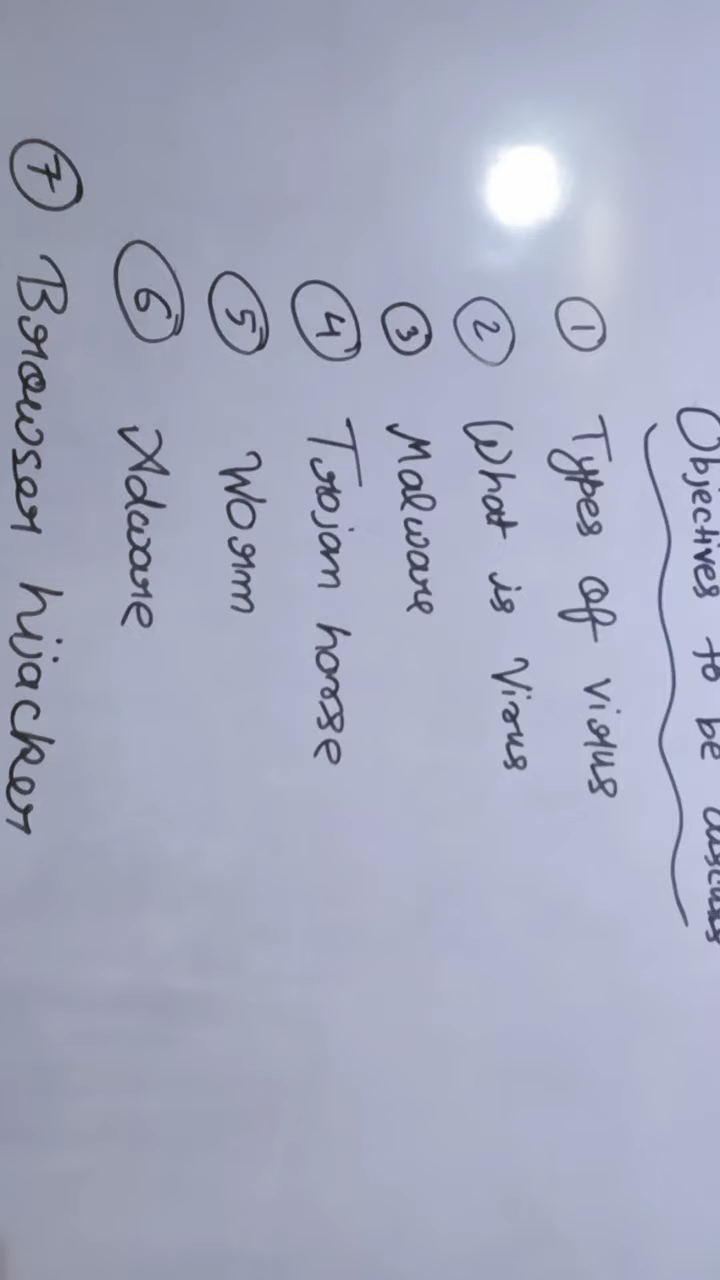 Objectives to be
① Types of virus
② What is Virus
③ Malware
④ Trojan horse
⑤ Worm
⑥ Adware
⑦ Browser hijacker